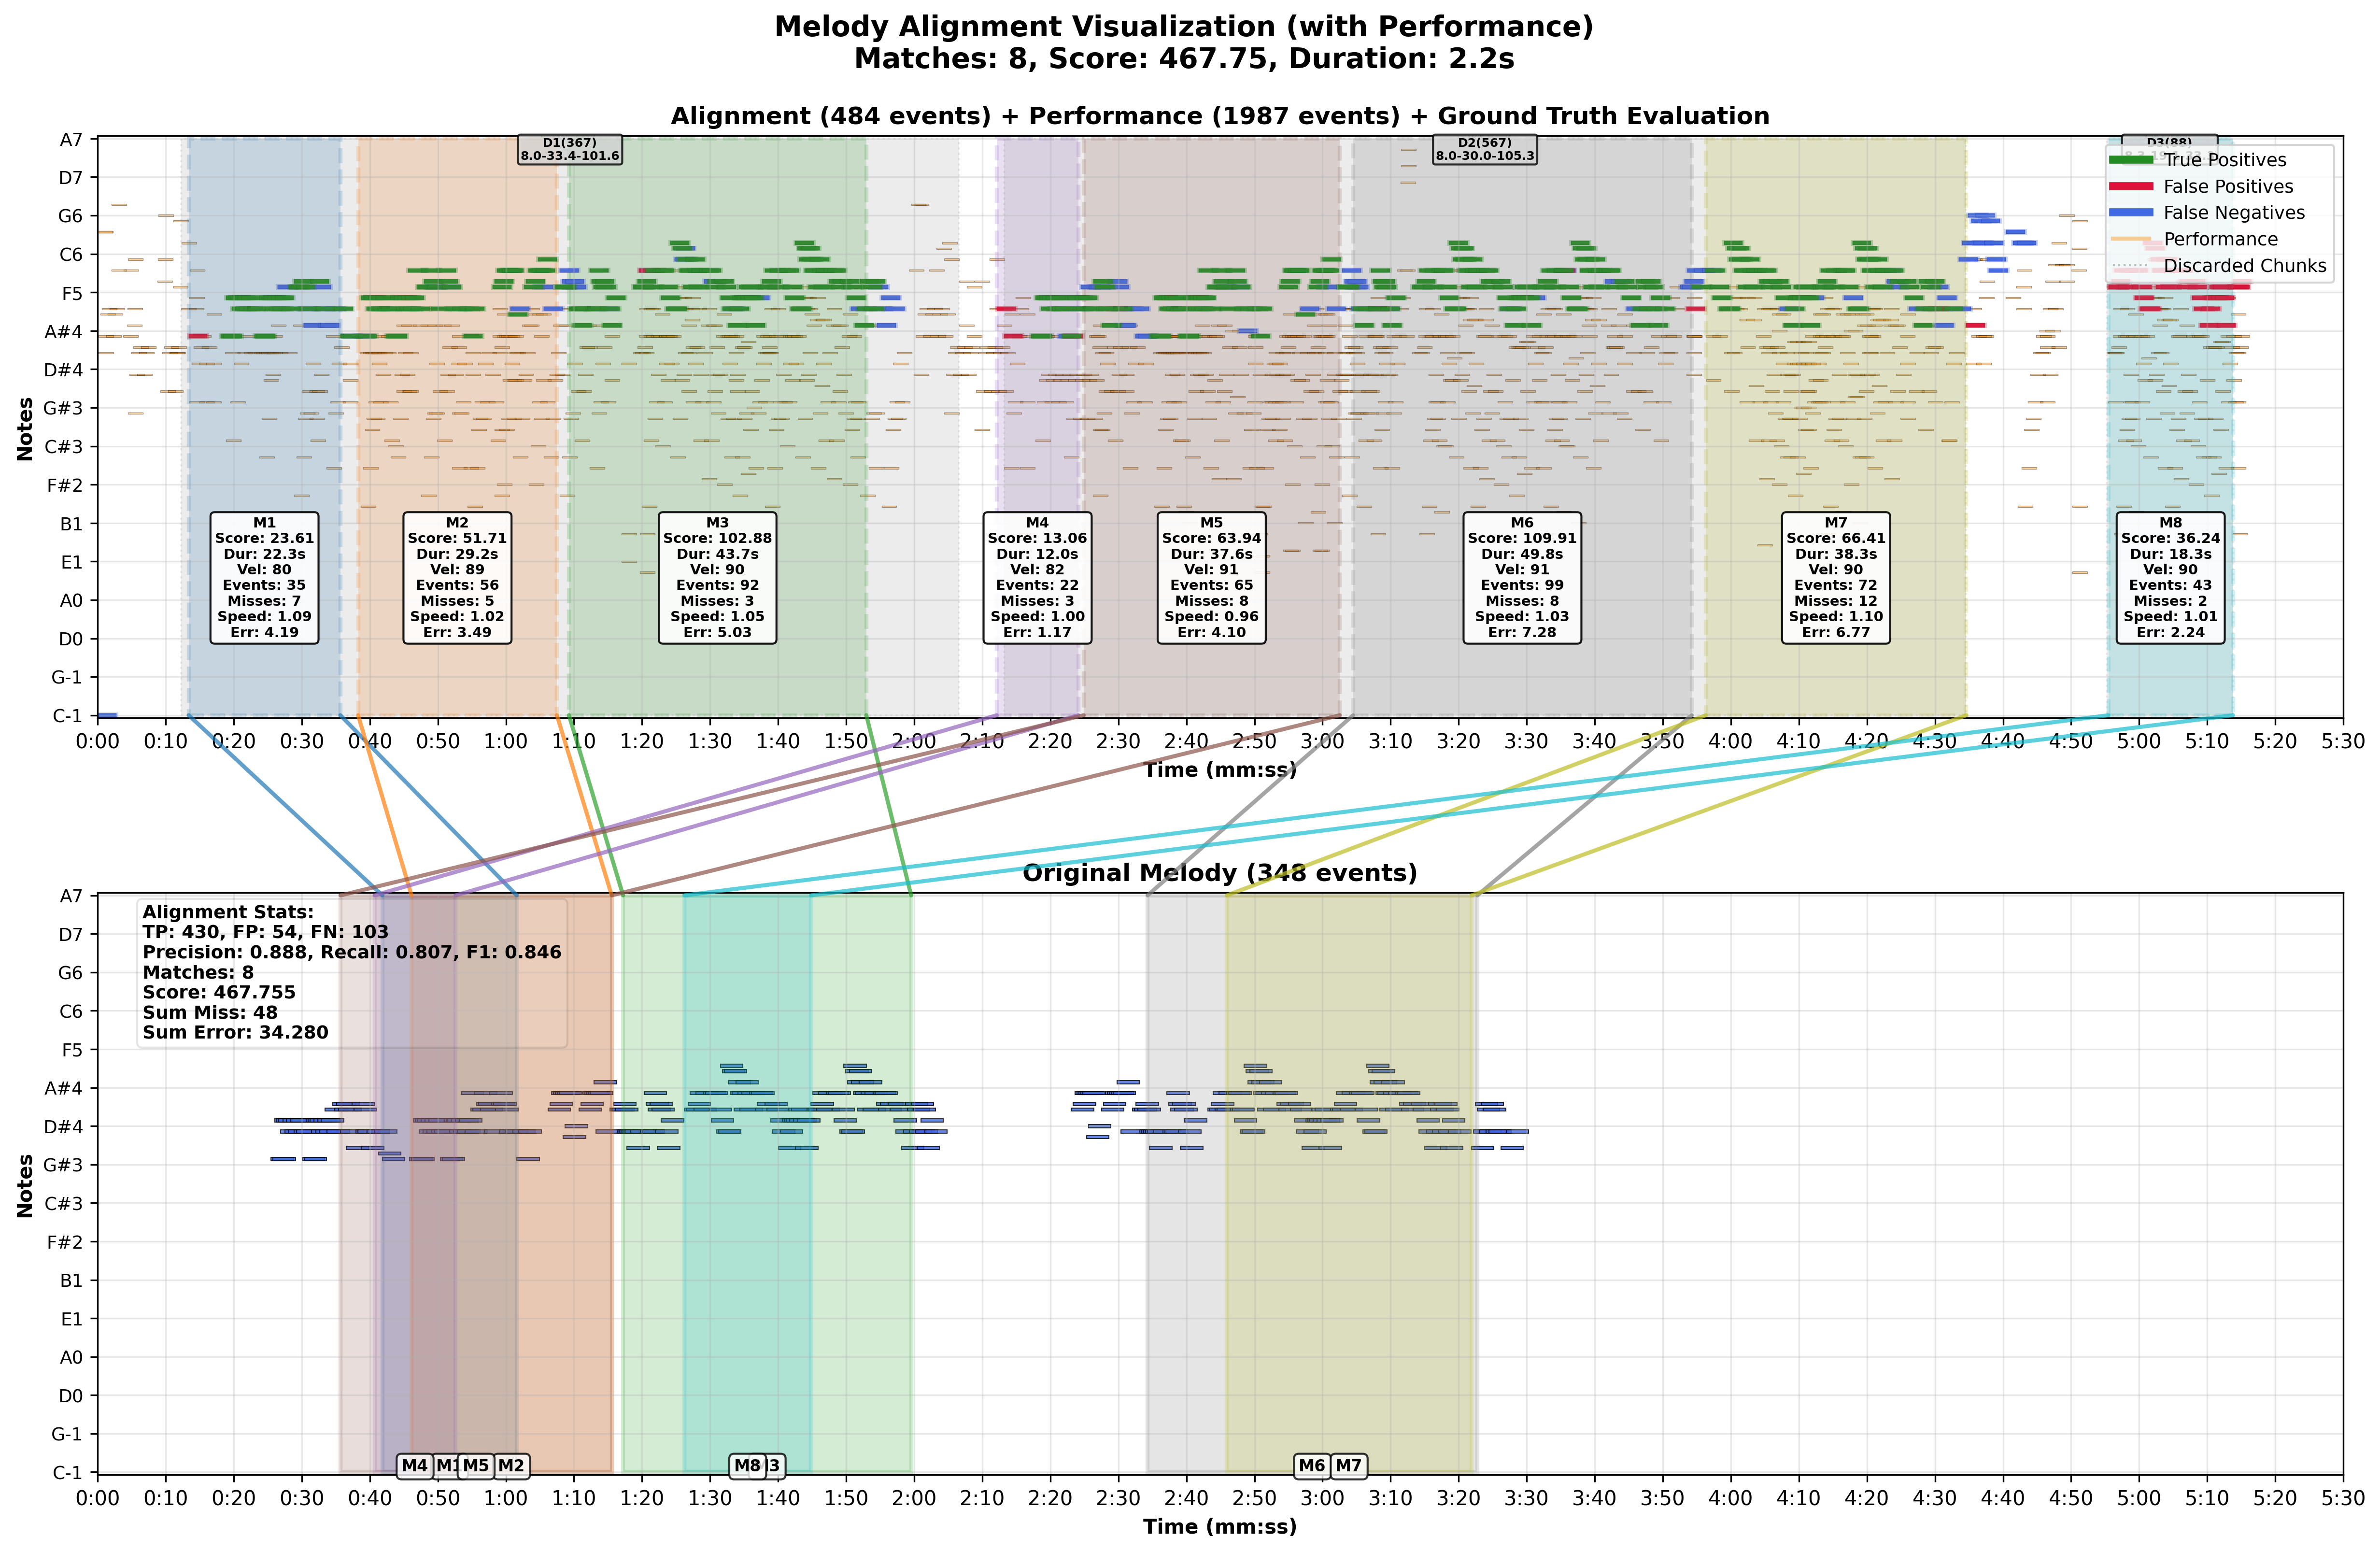 Melody Alignment Visualization (with Performance)
Matches: 8, Score: 467.75, Duration: 2.2s
Alignment (484 events) + Performance (1987 events) + Ground Truth Evaluation
D1(367)
8.0-33.4-101.6
D2(567)
8.0-30.0-105.3
D3(88)
True Positives
False Positives
False Negatives
Performance
Discarded Chunks
Notes
A7
D7
G6
C6
F5
A#4
D#4
G#3
C#3
F#2
B1
E1
A0
D0
G-1
C-1
M1
Score: 23.61
Dur: 22.3s
Vel: 80
Events: 35
Misses: 7
Speed: 1.09
Err: 4.19
M2
Score: 51.71
Dur: 29.2s
Vel: 89
Events: 56
Misses: 5
Speed: 1.02
Err: 3.49
M3
Score: 102.88
Dur: 43.7s
Vel: 90
Events: 92
Misses: 3
Speed: 1.05
Err: 5.03
M4
Score: 13.06
Dur: 12.0s
Vel: 82
Events: 22
Misses: 3
Speed: 1.00
Err: 1.17
M5
Score: 63.94
Dur: 37.6s
Vel: 91
Events: 65
Misses: 8
Speed: 0.96
Err: 4.10
M6
Score: 109.91
Dur: 49.8s
Vel: 91
Events: 99
Misses: 8
Speed: 1.03
Err: 7.28
M7
Score: 66.41
Dur: 38.3s
Vel: 90
Events: 72
Misses: 12
Speed: 1.10
Err: 6.77
M8
Score: 36.24
Dur: 18.3s
Vel: 90
Events: 43
Misses: 2
Speed: 1.01
Err: 2.24
0:00 0:10 0:20 0:30 0:40 0:50 1:00 1:10 1:20 1:30 1:40 1:50 2:00 2:10 2:20 2:30 2:40 2:50 3:00 3:10 3:20 3:30 3:40 3:50 4:00 4:10 4:20 4:30 4:40 4:50 5:00 5:10 5:20 5:30
Time (mm:ss)
Original Melody (348 events)
Alignment Stats:
TP: 430, FP: 54, FN: 103
Precision: 0.888, Recall: 0.807, F1: 0.846
Matches: 8
Score: 467.755
Sum Miss: 48
Sum Error: 34.280
Notes
A7
D7
G6
C6
F5
A#4
D#4
G#3
C#3
F#2
B1
E1
A0
D0
G-1
C-1
M4 M1 M5 M2 M8 M6 M7
0:00 0:10 0:20 0:30 0:40 0:50 1:00 1:10 1:20 1:30 1:40 1:50 2:00 2:10 2:20 2:30 2:40 2:50 3:00 3:10 3:20 3:30 3:40 3:50 4:00 4:10 4:20 4:30 4:40 4:50 5:00 5:10 5:20 5:30
Time (mm:ss)